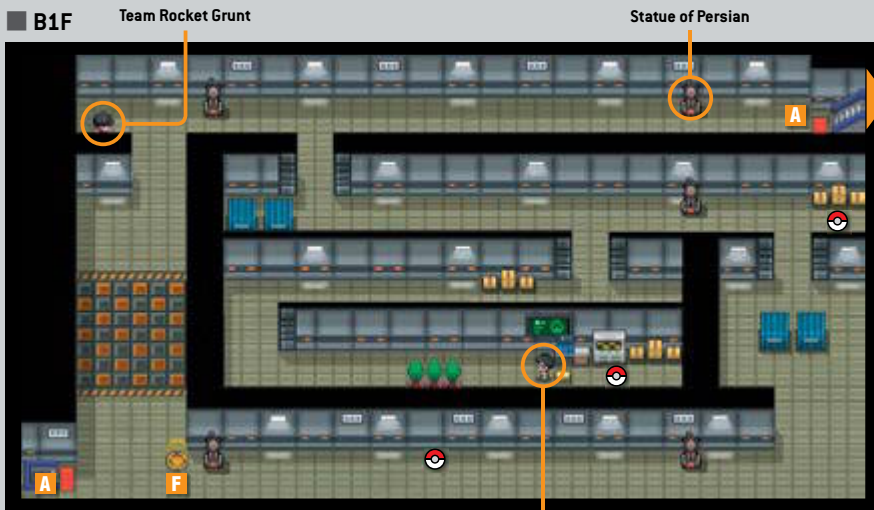 B1F
Team Rocket Grunt
Statue of Persian
A
A
F